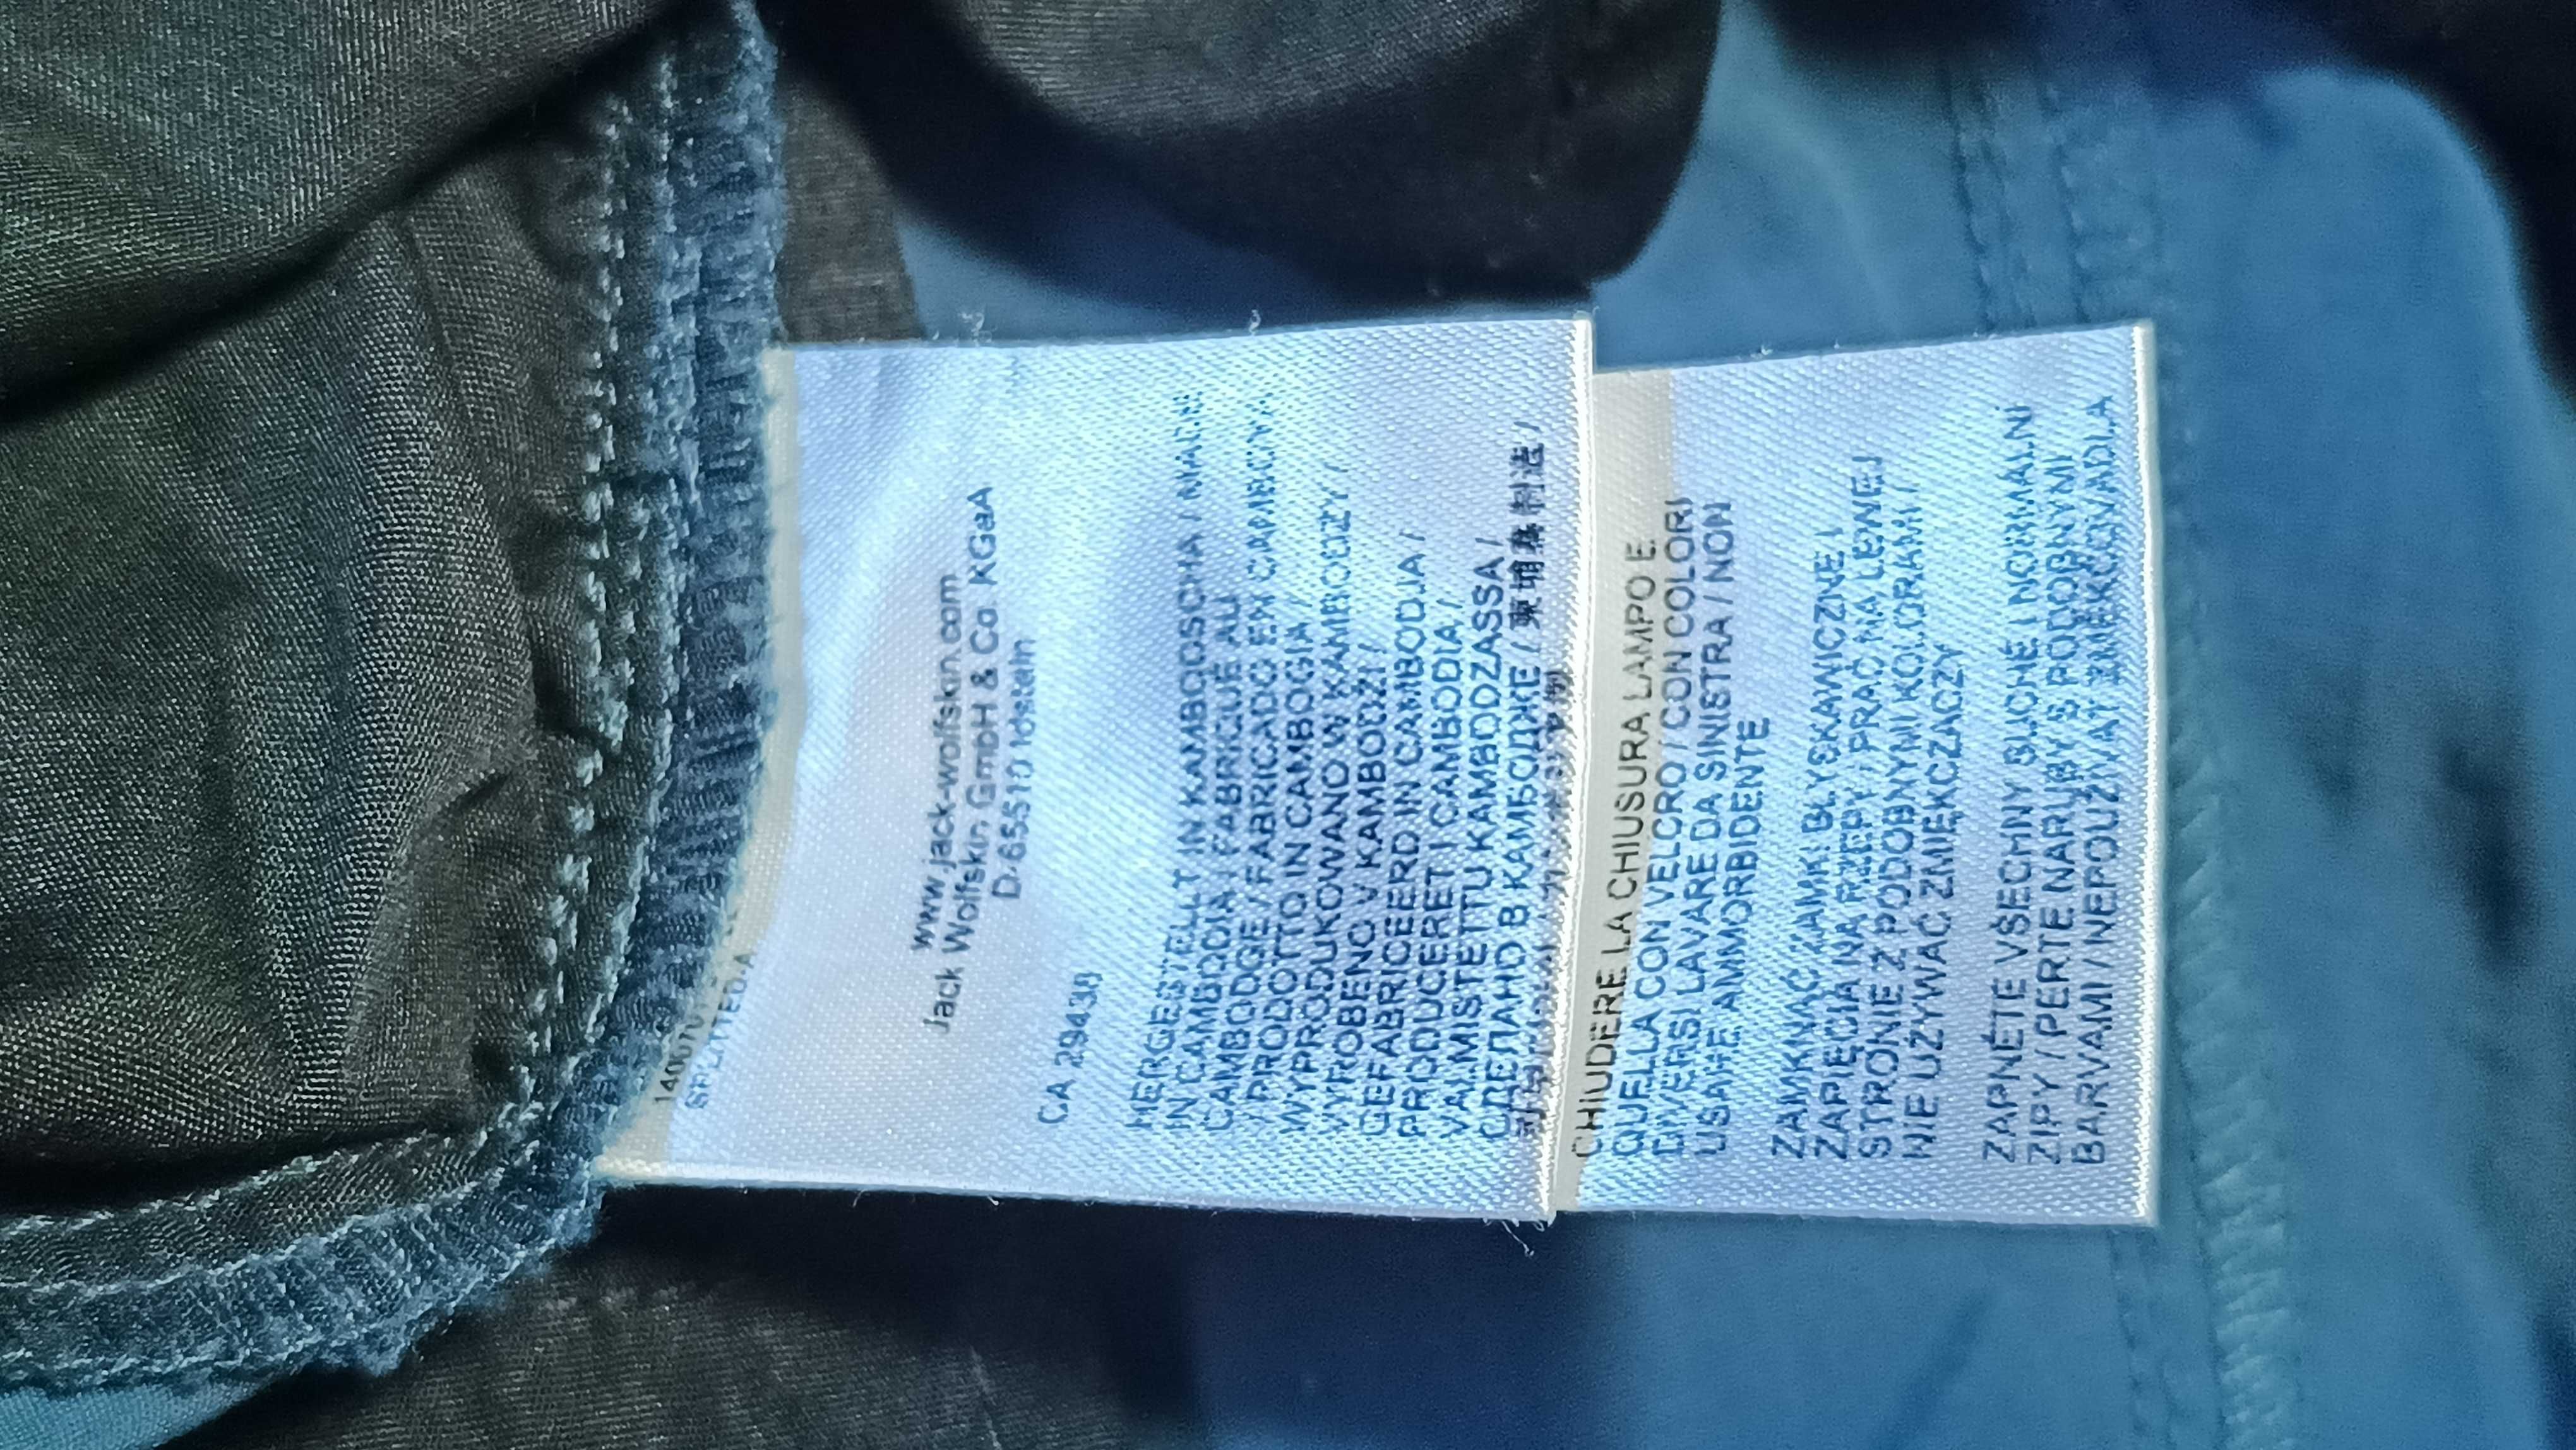 SPLITED.A
www.jack-wolfskin.com
Jack Wolfskin GmbH & Co. KGaA
D-65510 Idstein
CA 29438
HERGESTELLT IN KAMBODSCHA / MADE
IN CAMBODIA / FABRIQUÉ AU
CAMBODGE / FABRICADO EN CAMBOYA
/ PRODOTTO IN CAMBOGIA /
WYPRODUKOWANO W KAMBODŻY /
VYROBENO V KAMBODŽI /
GEFABRICEERD IN CAMBODJA /
PRODUCERET I CAMBODIA /
VALMISTETTU KAMBODŽASSA /
СДЕЛАНО В КАМБОДЖЕ / 柬埔寨制造 /
CHIUDERE LA CHIUSURA LAMPO E
QUELLA CON VELCRO / CON COLORI
DIVERSI LAVARE DA SINISTRA / NON
USARE AMMORBIDENTE
ZAMKNĄĆ ZAMKI BŁYSKAWICZNE I
ZAPIĘCIA NA RZEPY / PRAĆ NA LEWEJ
STRONIE Z PODOBNYMI KOLORAMI /
NIE UŻYWAĆ ZMIĘKCZACZY
ZAPNĚTE VŠECHNY SUCHÉ I NORMÁLNÍ
ZIPY / PERTE NARUBY S PODOBNÝMI
BARVAMI / NEPOUŽÍVAT ZMĚKČOVADLA